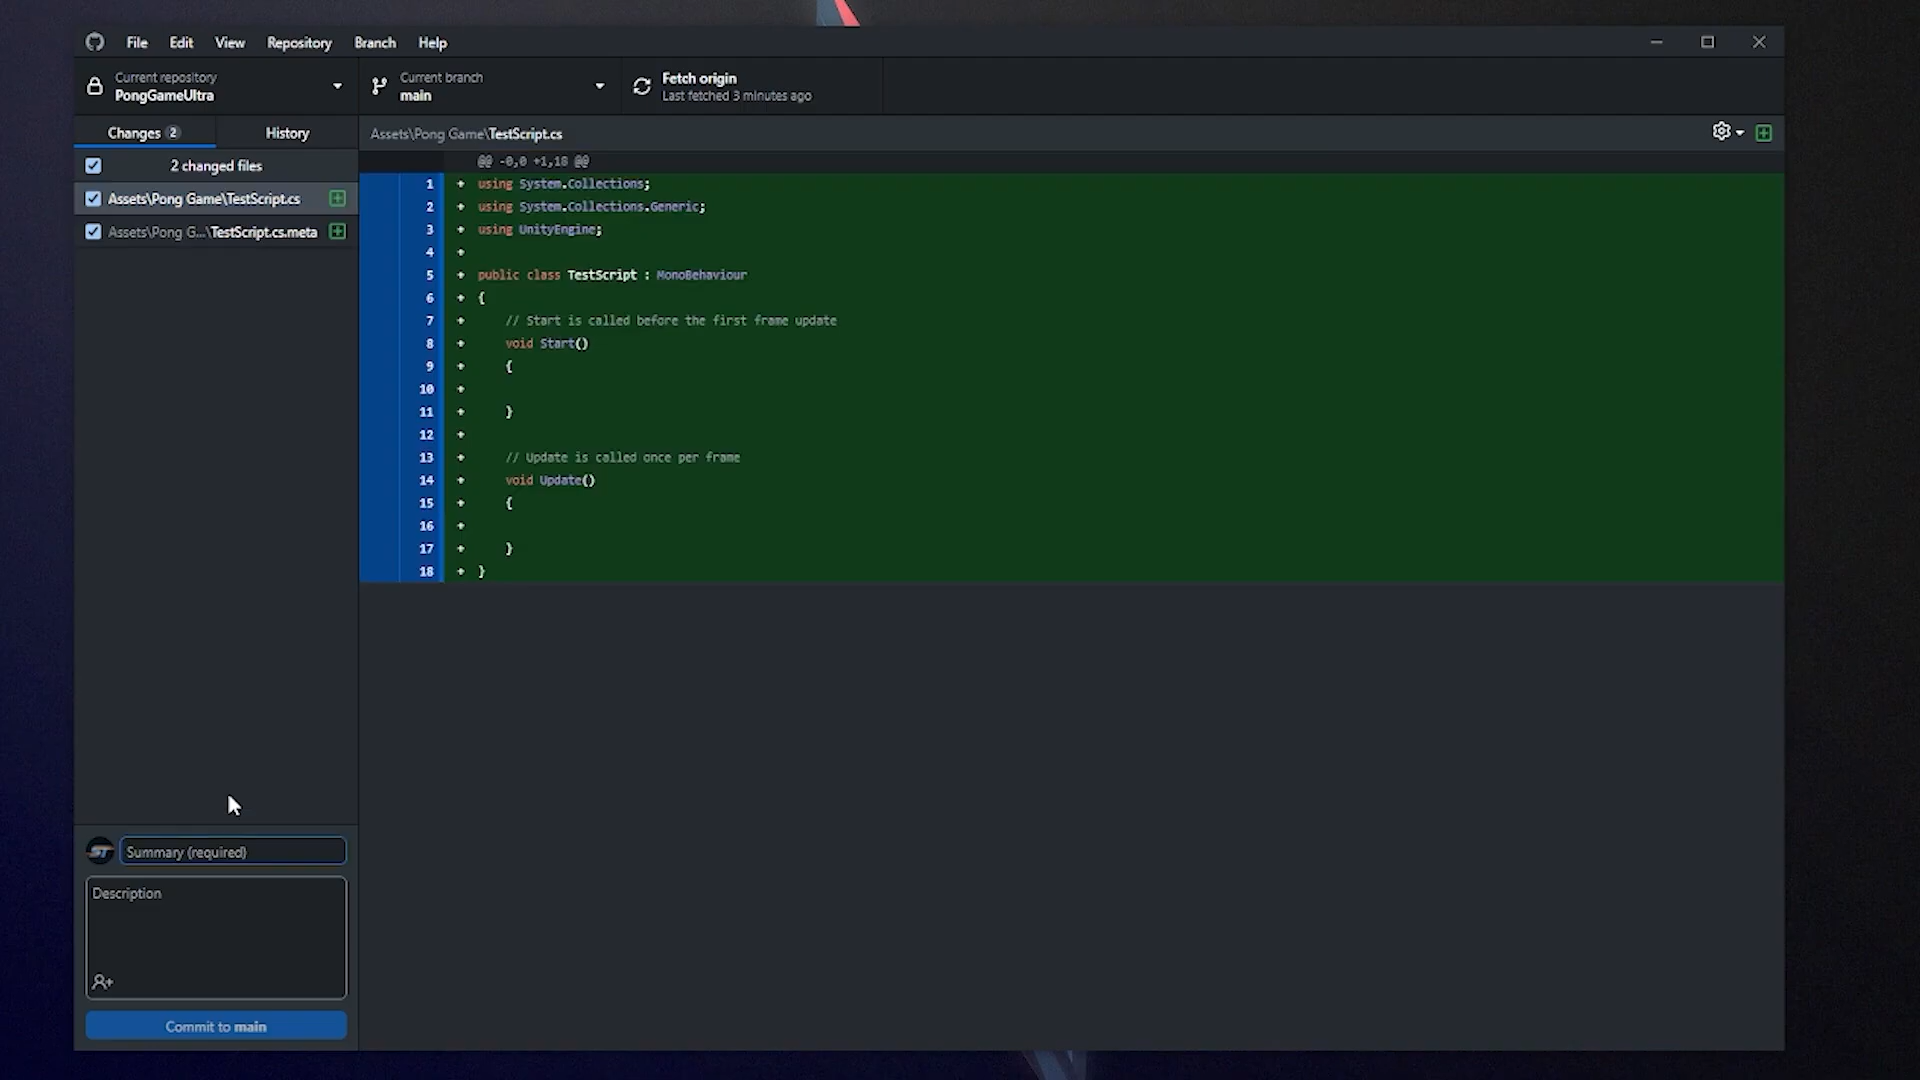 File Edit View Repository Branch Help
Current repository
PongGameUltra
Current branch
main
Fetch origin
Last fetched 3 minutes ago
Changes 2
History
Assets\Pong Game\TestScript.cs
2 changed files
Assets\Pong Game\TestScript.cs
Assets\Pong G...\TestScript.cs.meta
@@ -0,0 +1,18 @@
1 + using System.Collections;
2 + using System.Collections.Generic;
3 + using UnityEngine;
4 +
5 + public class TestScript : MonoBehaviour
6 + {
7 + // Start is called before the first frame update
8 + void Start()
9 + {
10 +
11 + }
12 +
13 + // Update is called once per frame
14 + void Update()
15 + {
16 +
17 + }
18 + }
ST
Summary (required)
Description
Commit to main